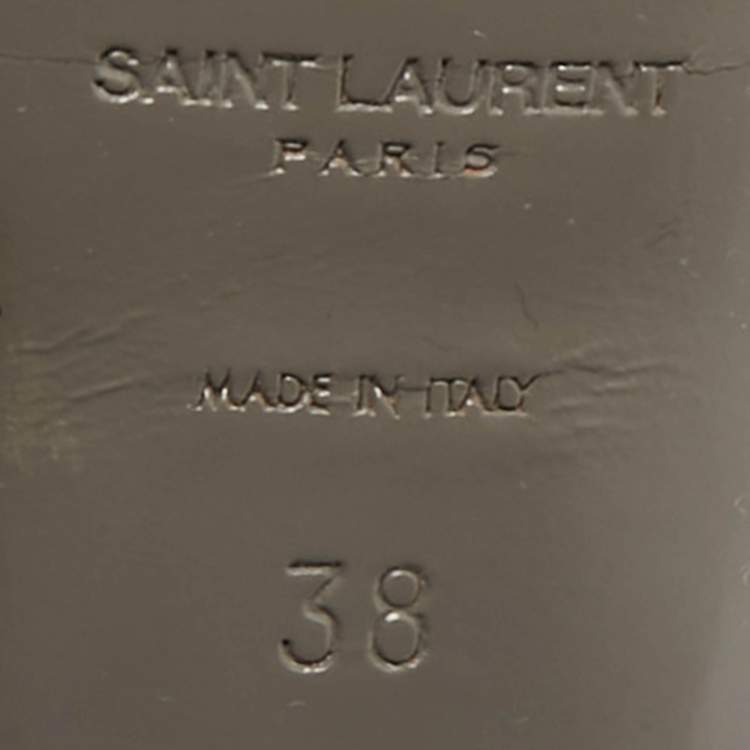 SAINT LAURENT
PARIS
MADE IN ITALY
38